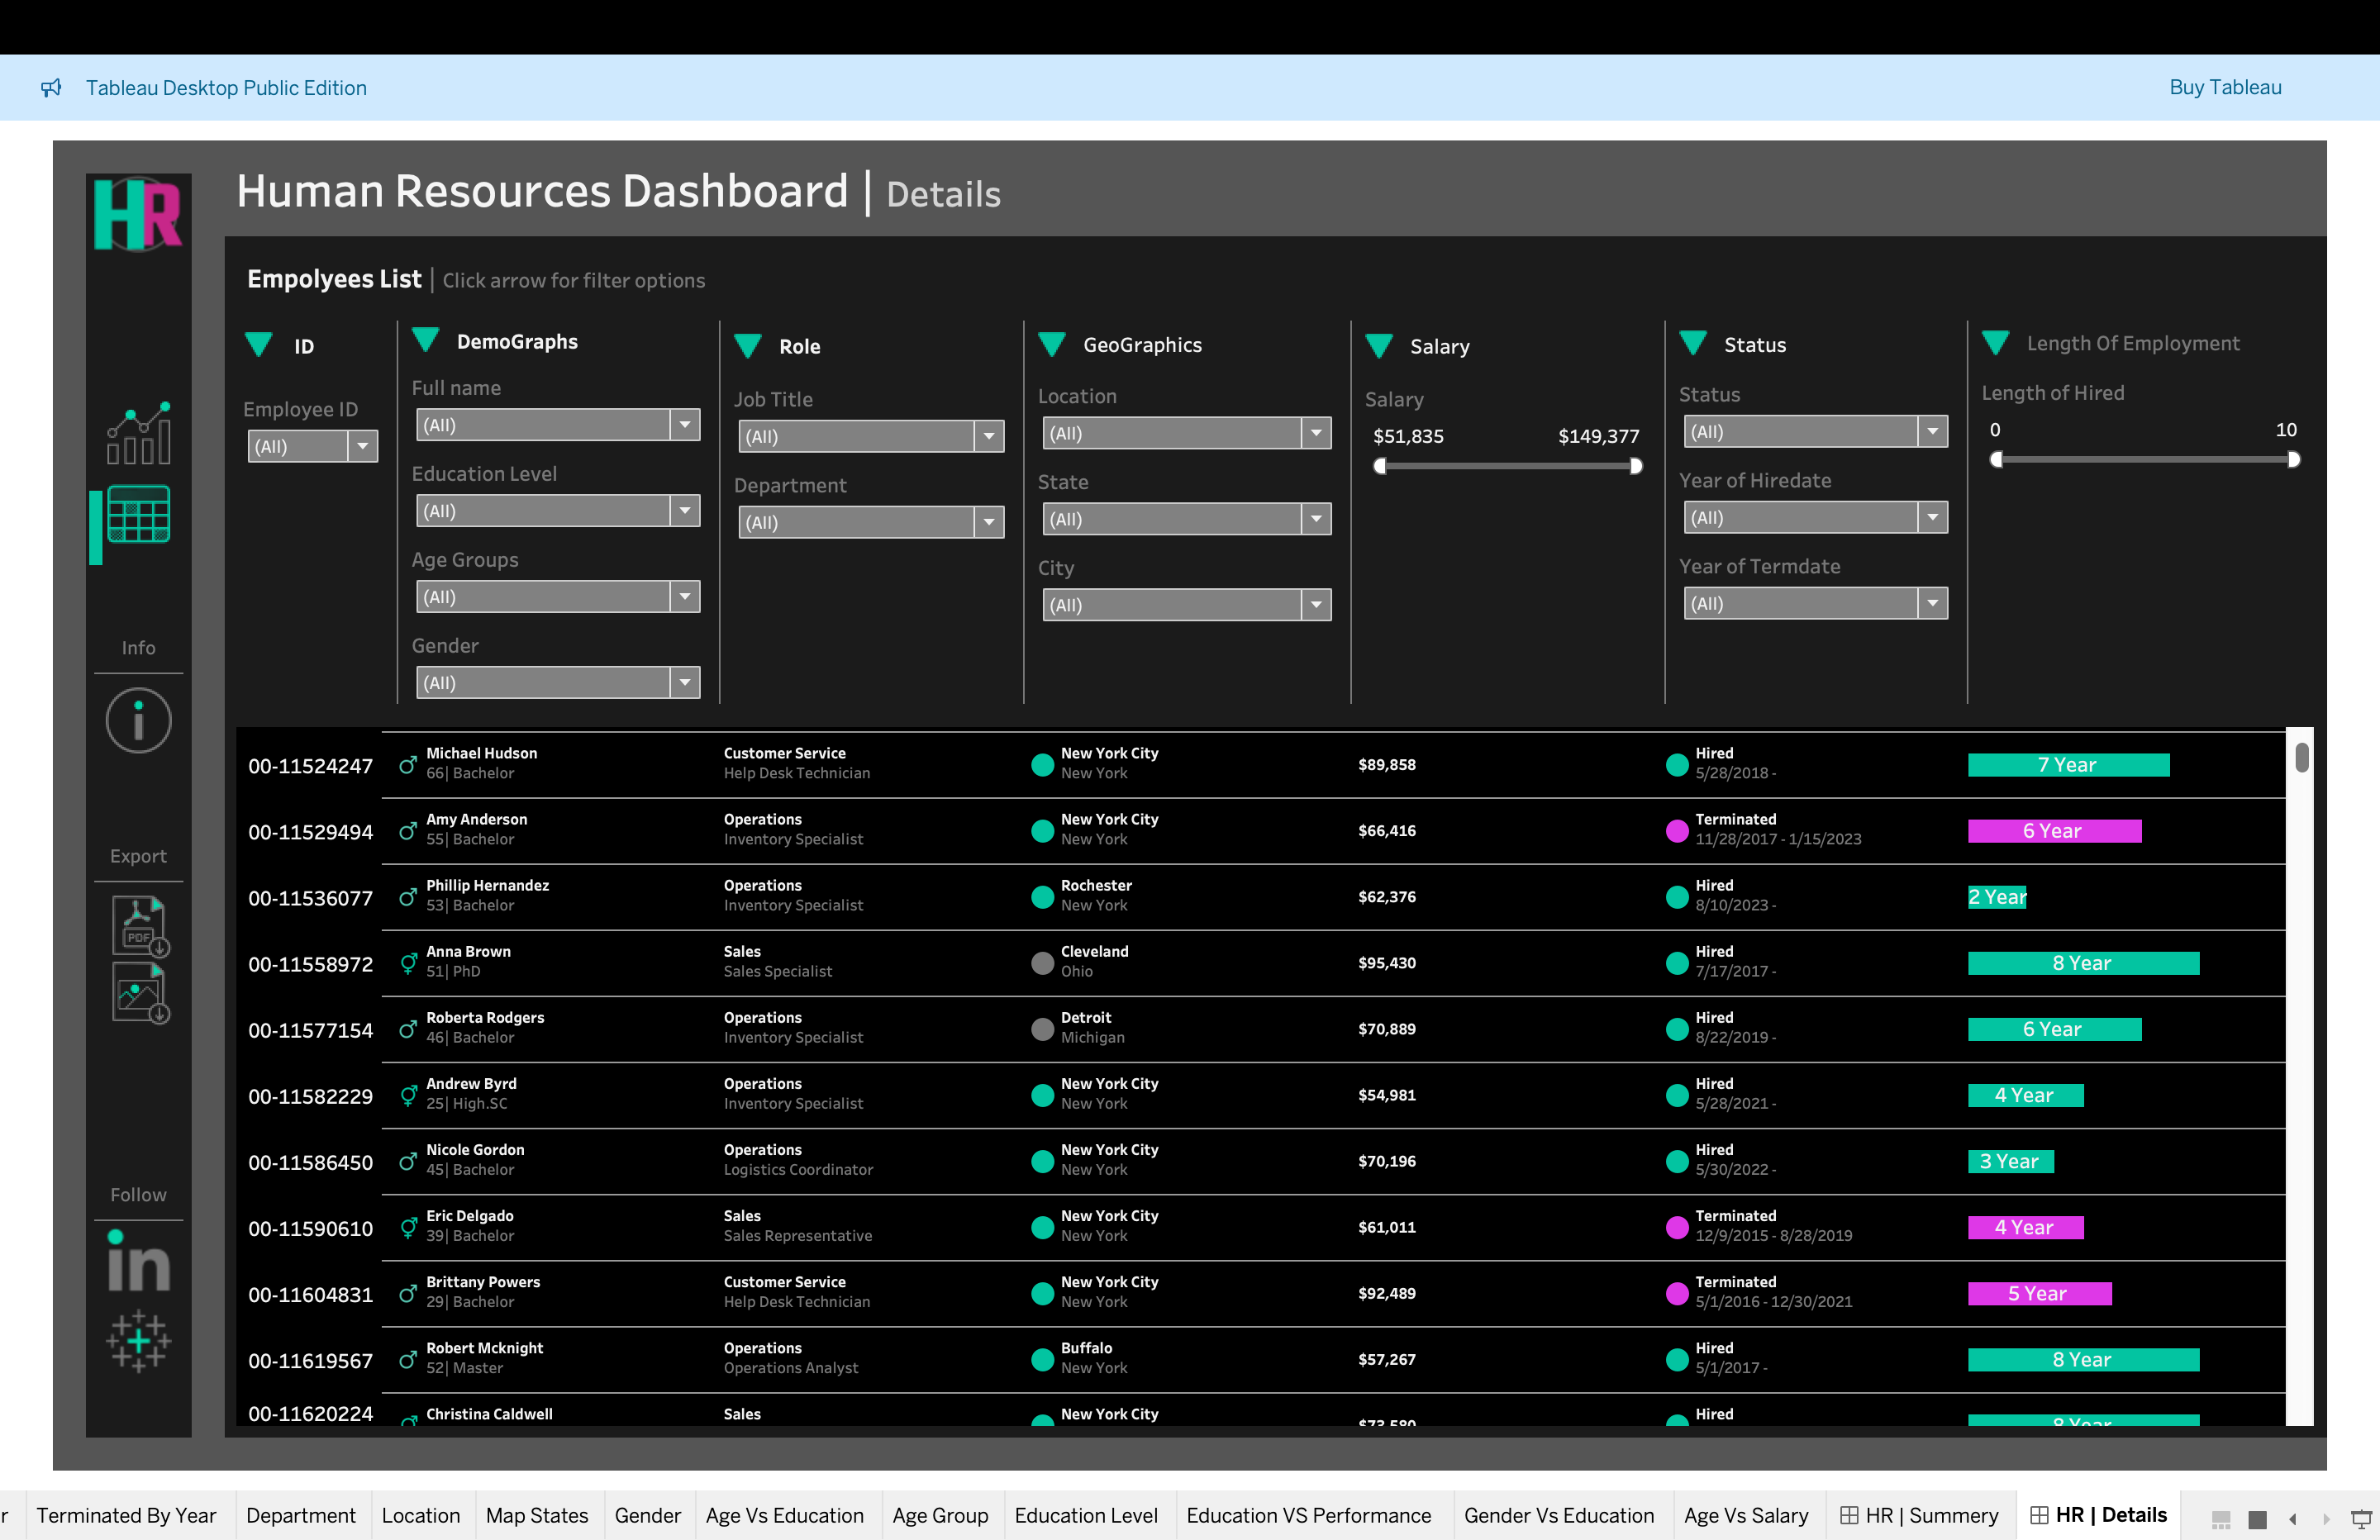 Tableau Desktop Public Edition
Buy Tableau
HR
Human Resources Dashboard | Details
Empolyees List | Click arrow for filter options
ID
Employee ID
(All)
DemoGraphs
Full name
(All)
Education Level
(All)
Age Groups
(All)
Gender
(All)
Role
Job Title
(All)
Department
(All)
GeoGraphics
Location
(All)
State
(All)
City
(All)
Salary
Salary
$51,835 $149,377
Status
Status
(All)
Year of Hiredate
(All)
Year of Termdate
(All)
Length Of Employment
Length of Hired
0 10
Info
i
Export
PDF
Follow
in
00-11524247 Michael Hudson Customer Service New York City $89,858 Hired 7 Year
66| Bachelor Help Desk Technician New York 5/28/2018 -
00-11529494 Amy Anderson Operations New York City $66,416 Terminated 6 Year
55| Bachelor Inventory Specialist New York 11/28/2017 - 1/15/2023
00-11536077 Phillip Hernandez Operations Rochester $62,376 Hired 2 Year
53| Bachelor Inventory Specialist New York 8/10/2023 -
00-11558972 Anna Brown Sales Cleveland $95,430 Hired 8 Year
51| PhD Sales Specialist Ohio 7/17/2017 -
00-11577154 Roberta Rodgers Operations Detroit $70,889 Hired 6 Year
46| Bachelor Inventory Specialist Michigan 8/22/2019 -
00-11582229 Andrew Byrd Operations New York City $54,981 Hired 4 Year
25| High.SC Inventory Specialist New York 5/28/2021 -
00-11586450 Nicole Gordon Operations New York City $70,196 Hired 3 Year
45| Bachelor Logistics Coordinator New York 5/30/2022 -
00-11590610 Eric Delgado Sales New York City $61,011 Terminated 4 Year
39| Bachelor Sales Representative New York 12/9/2015 - 8/28/2019
00-11604831 Brittany Powers Customer Service New York City $92,489 Terminated 5 Year
29| Bachelor Help Desk Technician New York 5/1/2016 - 12/30/2021
00-11619567 Robert Mcknight Operations Buffalo $57,267 Hired 8 Year
52| Master Operations Analyst New York 5/1/2017 -
00-11620224 Christina Caldwell Sales New York City $73,580 Hired 8 Year
r Terminated By Year Department Location Map States Gender Age Vs Education Age Group Education Level Education VS Performance Gender Vs Education Age Vs Salary HR | Summery HR | Details